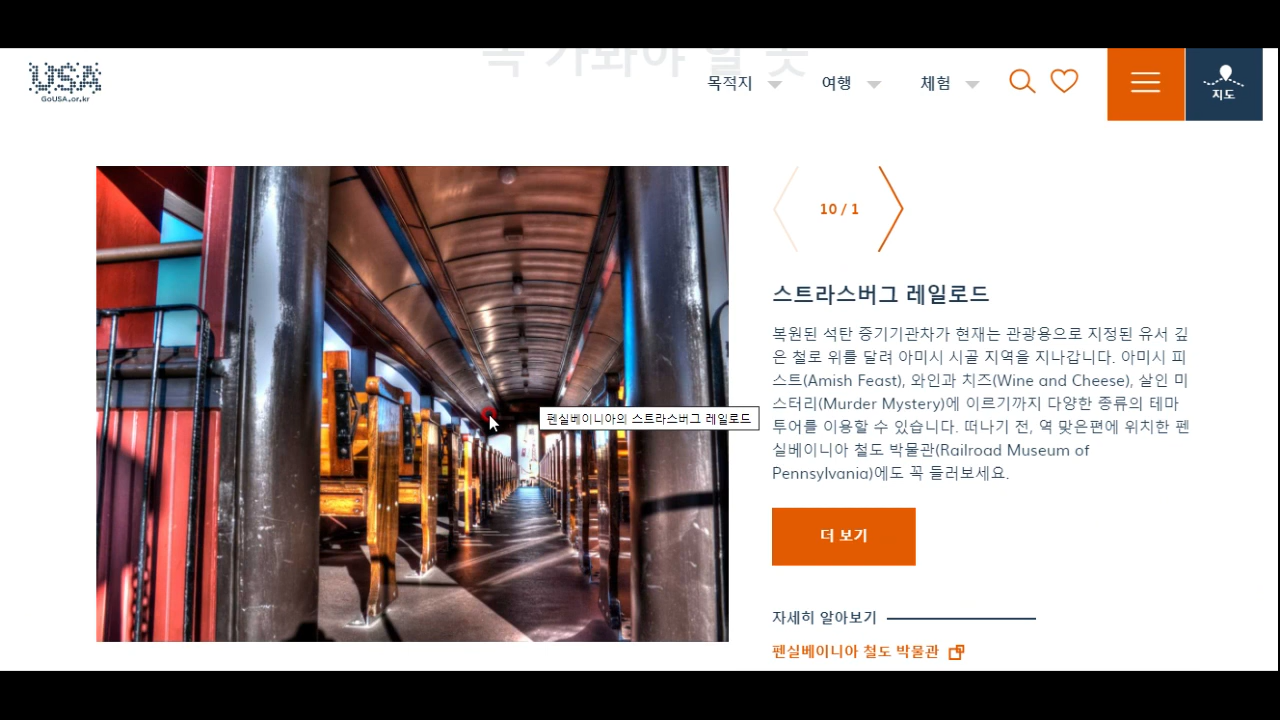 꼭 가봐야 할 곳
USA
GoUSA.or.kr
목적지
여행
체험
지도
10 / 1
스트라스버그 레일로드
복원된 석탄 증기기관차가 현재는 관광용으로 지정된 유서 깊
은 철로 위를 달려 아미시 시골 지역을 지나갑니다. 아미시 피
스트(Amish Feast), 와인과 치즈(Wine and Cheese), 살인 미
스터리(Murder Mystery)에 이르기까지 다양한 종류의 테마
투어를 이용할 수 있습니다. 떠나기 전, 역 맞은편에 위치한 펜
실베이니아 철도 박물관(Railroad Museum of
Pennsylvania)에도 꼭 들러보세요.
펜실베이니아의 스트라스버그 레일로드
더 보기
자세히 알아보기
펜실베이니아 철도 박물관